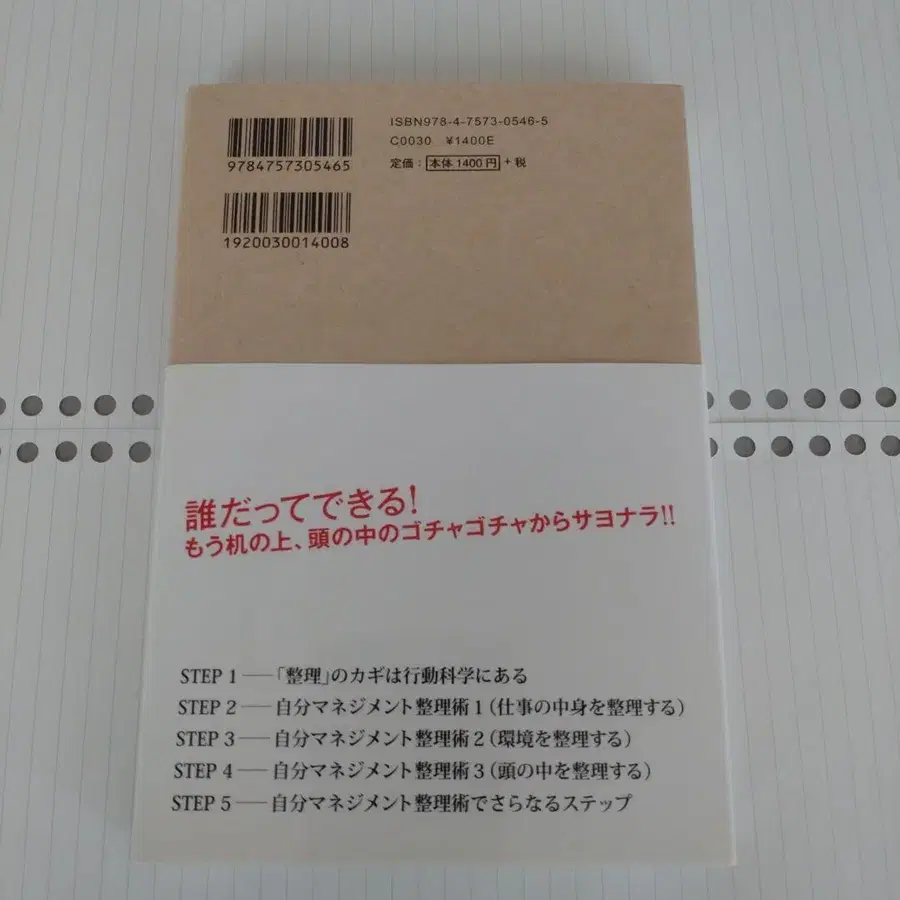 ISBN978-4-7573-0546-5
C0030 ¥1400E
定価：本体1400円+税
9784757305465
1920030014008
誰だってできる！
もう机の上、頭の中のゴチャゴチャからサヨナラ!!
STEP 1──「整理」のカギは行動科学にある
STEP 2──自分マネジメント整理術1（仕事の中身を整理する）
STEP 3──自分マネジメント整理術2（環境を整理する）
STEP 4──自分マネジメント整理術3（頭の中を整理する）
STEP 5──自分マネジメント整理術でさらなるステップ